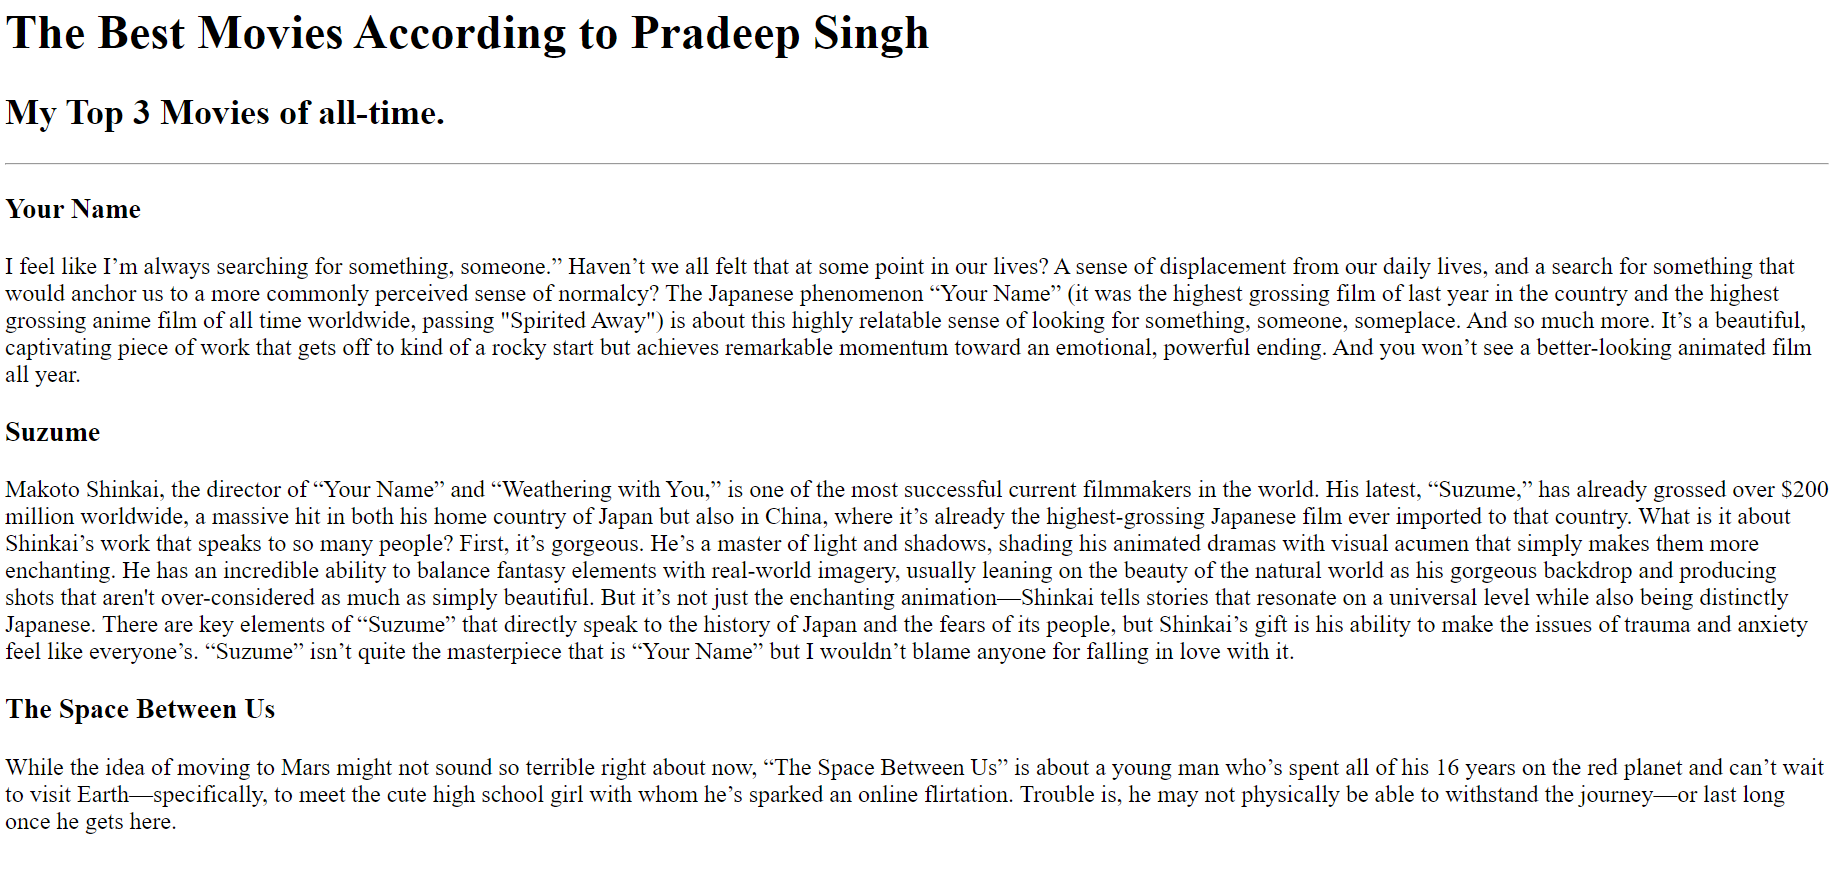 The Best Movies According to Pradeep Singh
My Top 3 Movies of all-time.
Your Name
I feel like I’m always searching for something, someone.” Haven’t we all felt that at some point in our lives? A sense of displacement from our daily lives, and a search for something that
would anchor us to a more commonly perceived sense of normalcy? The Japanese phenomenon “Your Name” (it was the highest grossing film of last year in the country and the highest
grossing anime film of all time worldwide, passing "Spirited Away") is about this highly relatable sense of looking for something, someone, someplace. And so much more. It’s a beautiful,
captivating piece of work that gets off to kind of a rocky start but achieves remarkable momentum toward an emotional, powerful ending. And you won’t see a better-looking animated film
all year.
Suzume
Makoto Shinkai, the director of “Your Name” and “Weathering with You,” is one of the most successful current filmmakers in the world. His latest, “Suzume,” has already grossed over $200
million worldwide, a massive hit in both his home country of Japan but also in China, where it’s already the highest-grossing Japanese film ever imported to that country. What is it about
Shinkai’s work that speaks to so many people? First, it’s gorgeous. He’s a master of light and shadows, shading his animated dramas with visual acumen that simply makes them more
enchanting. He has an incredible ability to balance fantasy elements with real-world imagery, usually leaning on the beauty of the natural world as his gorgeous backdrop and producing
shots that aren't over-considered as much as simply beautiful. But it’s not just the enchanting animation—Shinkai tells stories that resonate on a universal level while also being distinctly
Japanese. There are key elements of “Suzume” that directly speak to the history of Japan and the fears of its people, but Shinkai’s gift is his ability to make the issues of trauma and anxiety
feel like everyone’s. “Suzume” isn’t quite the masterpiece that is “Your Name” but I wouldn’t blame anyone for falling in love with it.
The Space Between Us
While the idea of moving to Mars might not sound so terrible right about now, “The Space Between Us” is about a young man who’s spent all of his 16 years on the red planet and can’t wait
to visit Earth—specifically, to meet the cute high school girl with whom he’s sparked an online flirtation. Trouble is, he may not physically be able to withstand the journey—or last long
once he gets here.